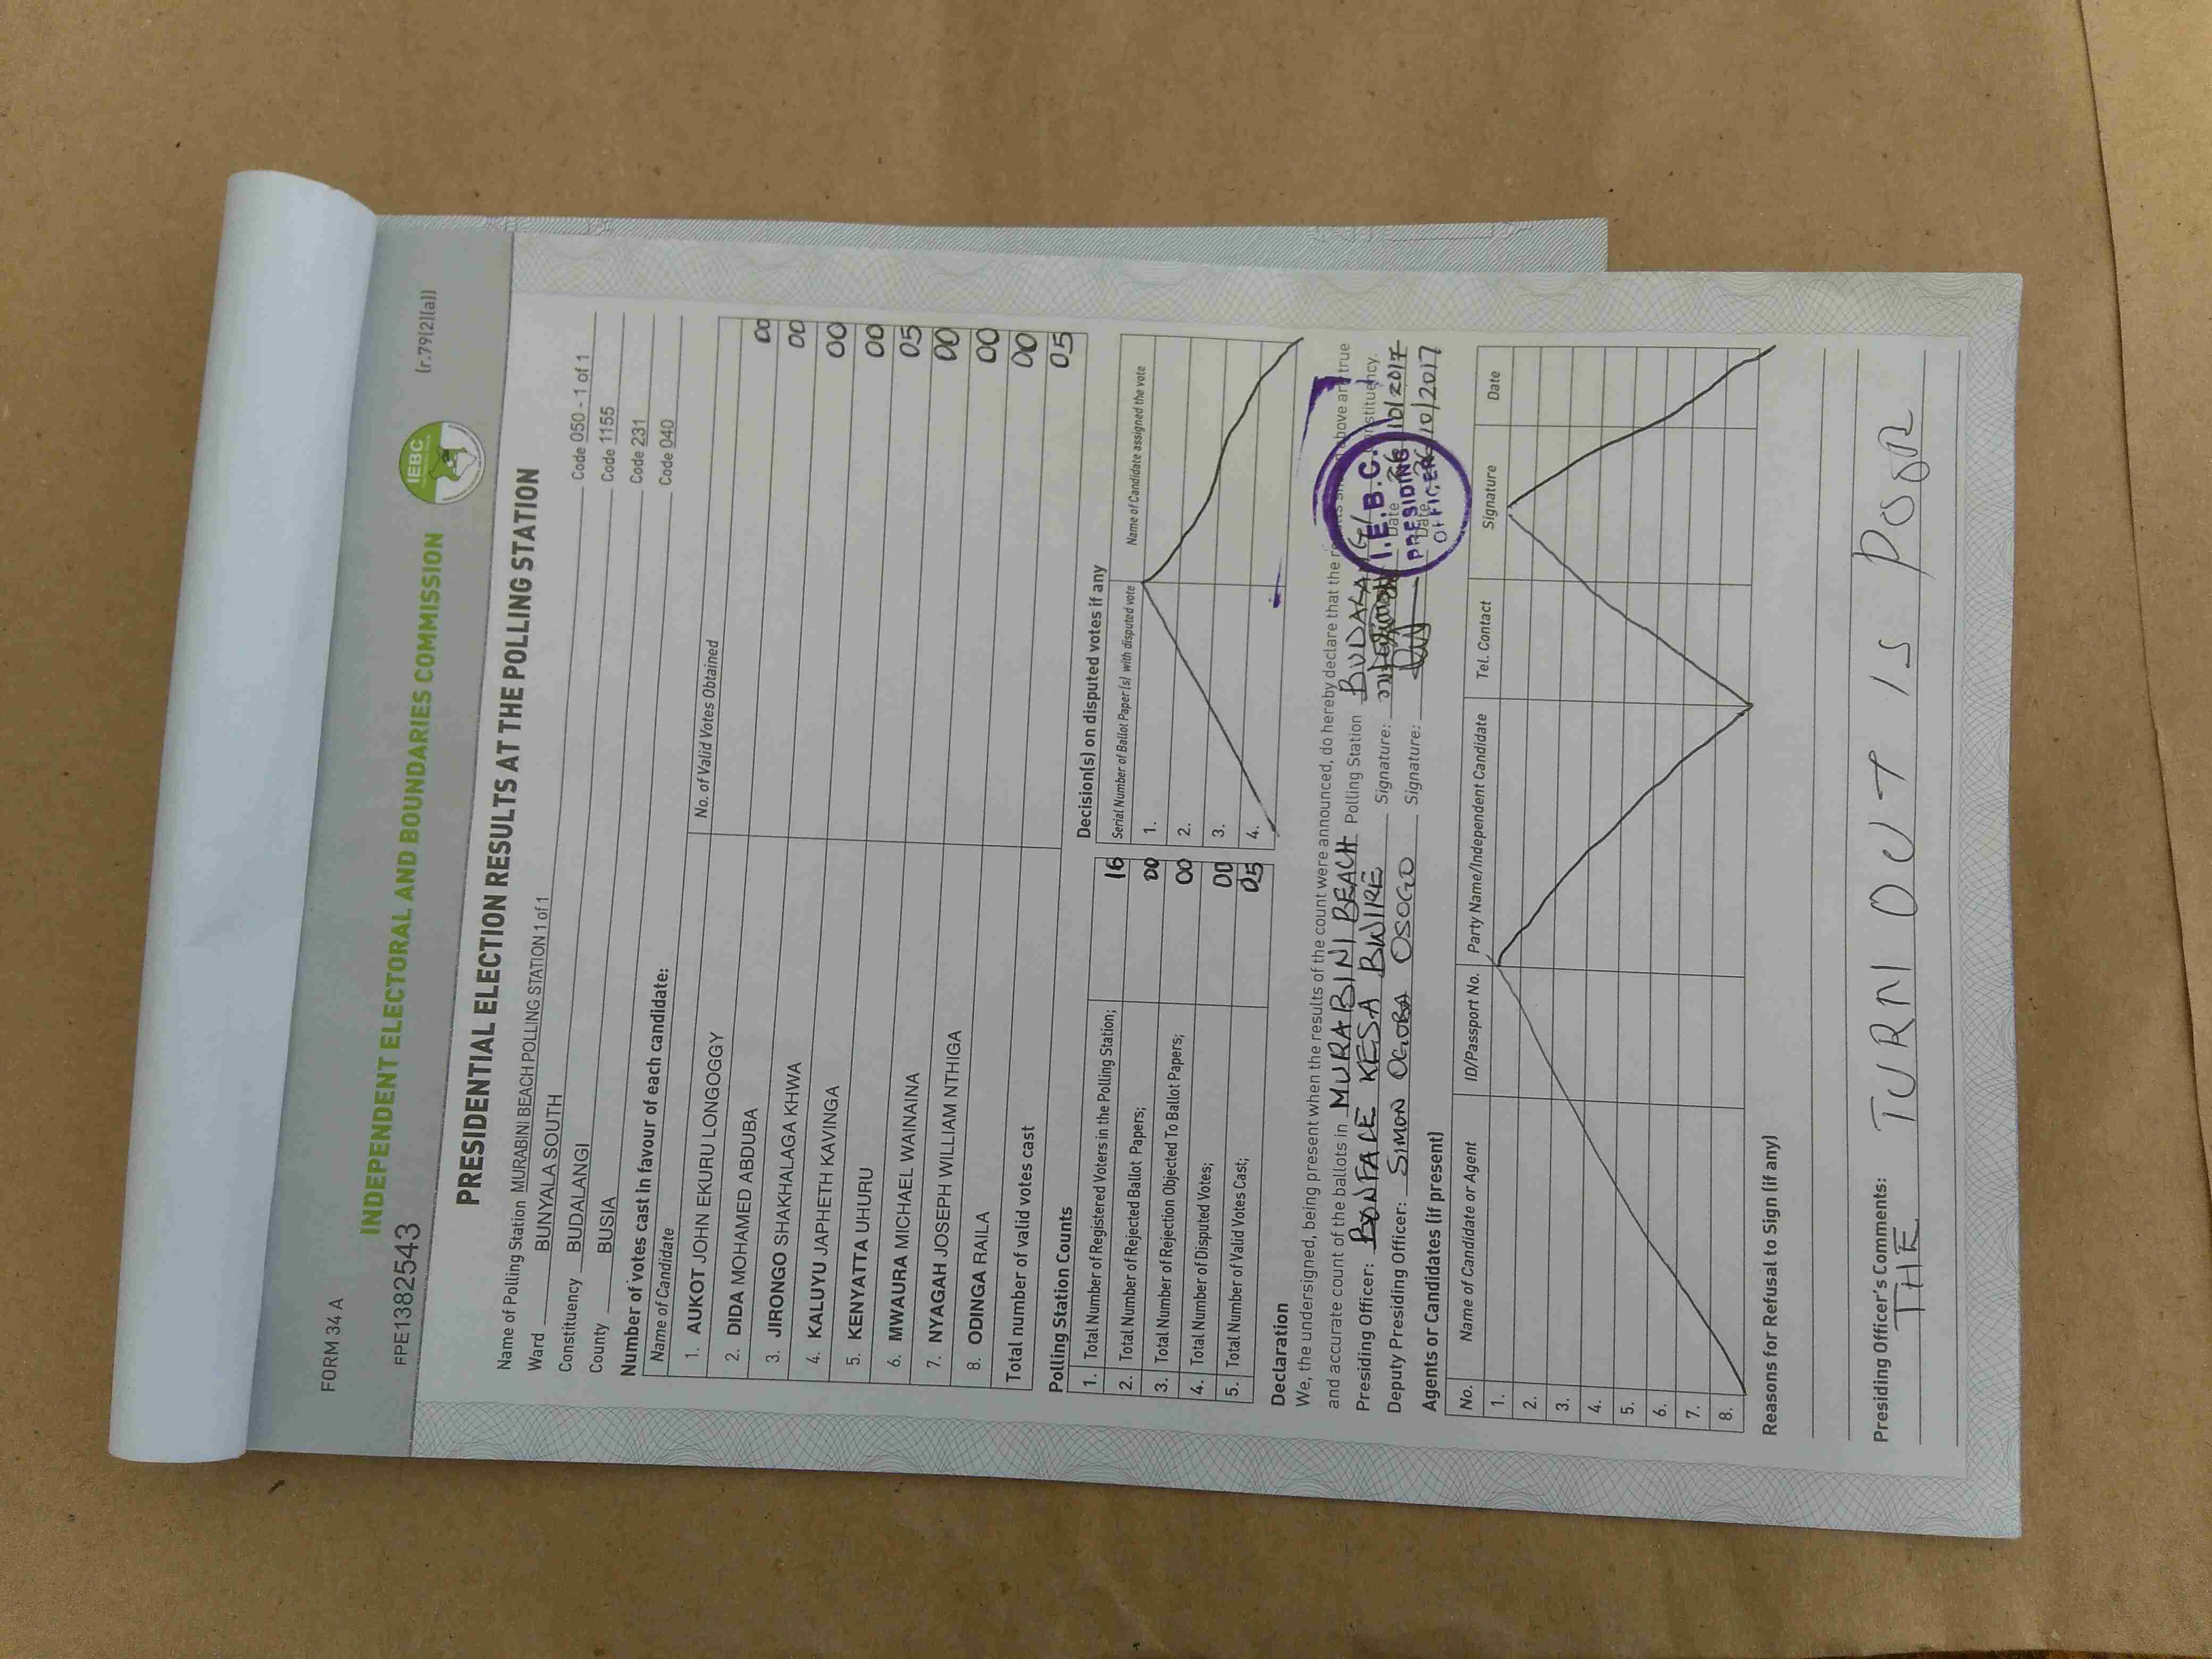 FORM 34 A
(r.79(2)(a))
INDEPENDENT ELECTORAL AND BOUNDARIES COMMISSION
IEBC
FPE1382543
PRESIDENTIAL ELECTION RESULTS AT THE POLLING STATION
Name of Polling Station MURABINI BEACH POLLING STATION 1 of 1 Code 050 - 1 of 1
Ward BUNYALA SOUTH Code 1155
Constituency BUDALANGI Code 231
County BUSIA Code 040
Number of votes cast in favour of each candidate:
Name of Candidate No. of Valid Votes Obtained
1. AUKOT JOHN EKURU LONGOGGY 00
2. DIDA MOHAMED ABDUBA 00
3. JIRONGO SHAKHALAGA KHWA 00
4. KALUYU JAPHETH KAVINGA 00
5. KENYATTA UHURU 05
6. MWAURA MICHAEL WAINAINA 00
7. NYAGAH JOSEPH WILLIAM NTHIGA 00
8. ODINGA RAILA 00
Total number of valid votes cast 05
Polling Station Counts
1. Total Number of Registered Voters in the Polling Station; 16
2. Total Number of Rejected Ballot Papers; 00
3. Total Number of Rejection Objected To Ballot Papers; 00
4. Total Number of Disputed Votes; 00
5. Total Number of Valid Votes Cast; 05
Decision(s) on disputed votes if any
Serial Number of Ballot Paper(s) with disputed vote Name of Candidate assigned the vote
1.
2.
3.
4.
Declaration
We, the undersigned, being present when the results of the count were announced, do hereby declare that the above are true
and accurate count of the ballots in MURABINI BEACH Polling Station BUDALANGI Constituency.
Presiding Officer: BONFACE KESA BWIRE Signature: Date 26/10/2017
Deputy Presiding Officer: SIMON OGOBA OSOGO Signature: Date 26/10/2017
I.E.B.C.
PRESIDING
OFFICER
Agents or Candidates (if present)
No. Name of Candidate or Agent ID/Passport No. Party Name/Independent Candidate Tel. Contact Signature Date
1.
2.
3.
4.
5.
6.
7.
8.
Reasons for Refusal to Sign (if any)
Presiding Officer's Comments:
THE TURN OUT IS POOR